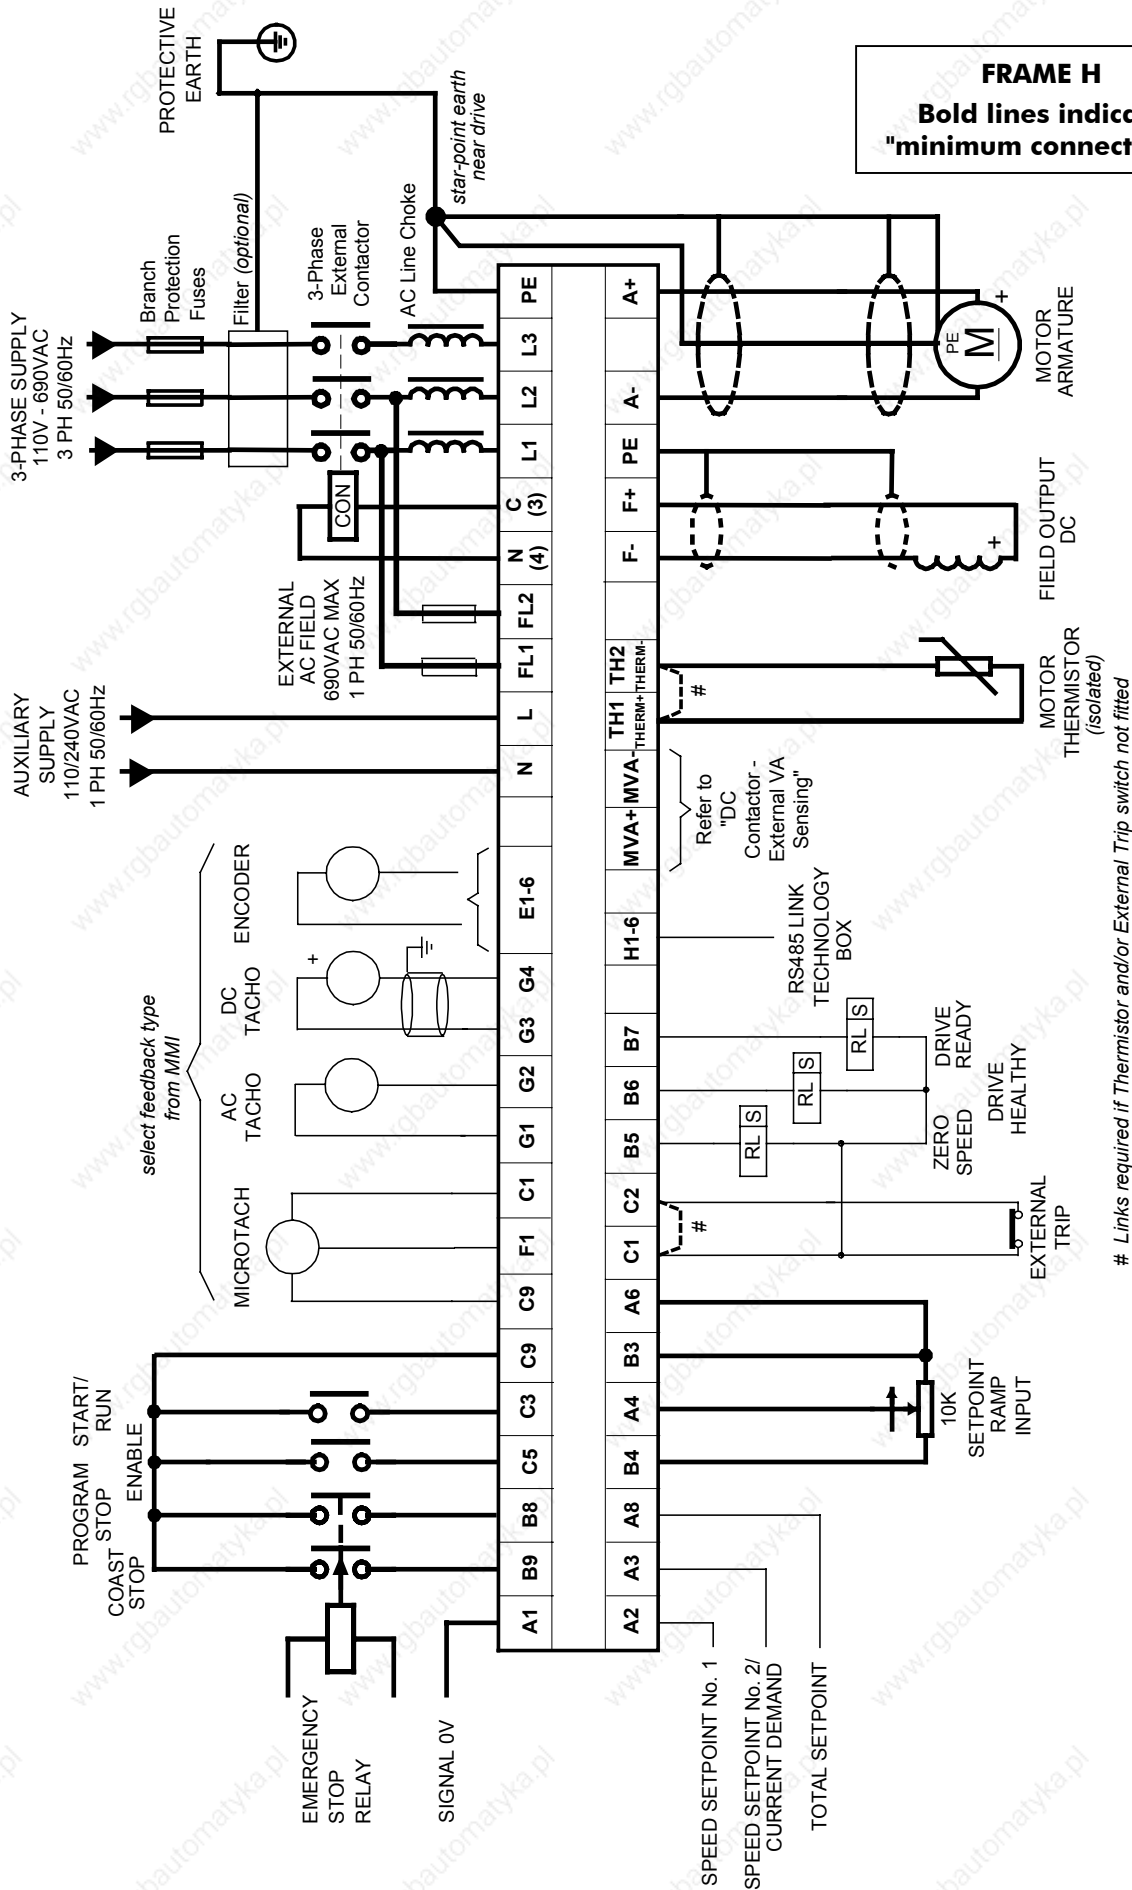 FRAME H
Bold lines indica
"minimum connect
PROTECTIVE
EARTH
star-point earth
near drive
3-PHASE SUPPLY
110V - 690VAC
3 PH 50/60Hz
Branch
Protection
Fuses
Filter (optional)
3-Phase
External
Contactor
AC Line Choke
CON
EXTERNAL
AC FIELD
690VAC MAX
1 PH 50/60Hz
AUXILIARY
SUPPLY
110/240VAC
1 PH 50/60Hz
select feedback type
from MMI
ENCODER
DC
TACHO
+
AC
TACHO
MICROTACH
START/
RUN
ENABLE
PROGRAM
STOP
COAST
STOP
EMERGENCY
STOP
RELAY
SIGNAL 0V
PE
L3
L2
L1
C
(3)
N
(4)
FL2
FL1
L
N
E1-6
G4
G3
G2
G1
C1
F1
C9
C9
C3
C5
B8
B9
A1
A+
A-
PE
F+
F-
TH2
THERM-
TH1
THERM+
MVA-
MVA+
H1-6
B7
B6
B5
C2
C1
A6
B3
A4
B4
A8
A3
A2
PE
M
+
MOTOR
ARMATURE
+
FIELD OUTPUT
DC
#
MOTOR
THERMISTOR
(isolated)
Refer to
"DC
Contactor -
External VA
Sensing"
RS485 LINK
TECHNOLOGY
BOX
RL S
RL S
RL S
DRIVE
READY
DRIVE
HEALTHY
ZERO
SPEED
#
EXTERNAL
TRIP
10K
SETPOINT
RAMP
INPUT
SPEED SETPOINT No. 1
SPEED SETPOINT No. 2/
CURRENT DEMAND
TOTAL SETPOINT
# Links required if Thermistor and/or External Trip switch not fitted
www.rgbautomatyka.pl